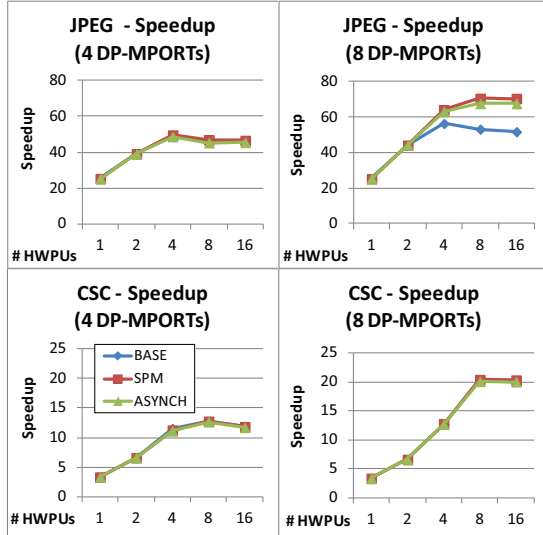 JPEG - Speedup
(4 DP-MPORTs)
80
60
40
20
0
Speedup
# HWPUs
1 2 4 8 16
JPEG - Speedup
(8 DP-MPORTs)
80
60
40
20
0
Speedup
# HWPUs
1 2 4 8 16
CSC - Speedup
(4 DP-MPORTs)
25
20
15
10
5
0
Speedup
BASE
SPM
ASYNCH
# HWPUs
1 2 4 8 16
CSC - Speedup
(8 DP-MPORTs)
25
20
15
10
5
0
Speedup
# HWPUs
1 2 4 8 16